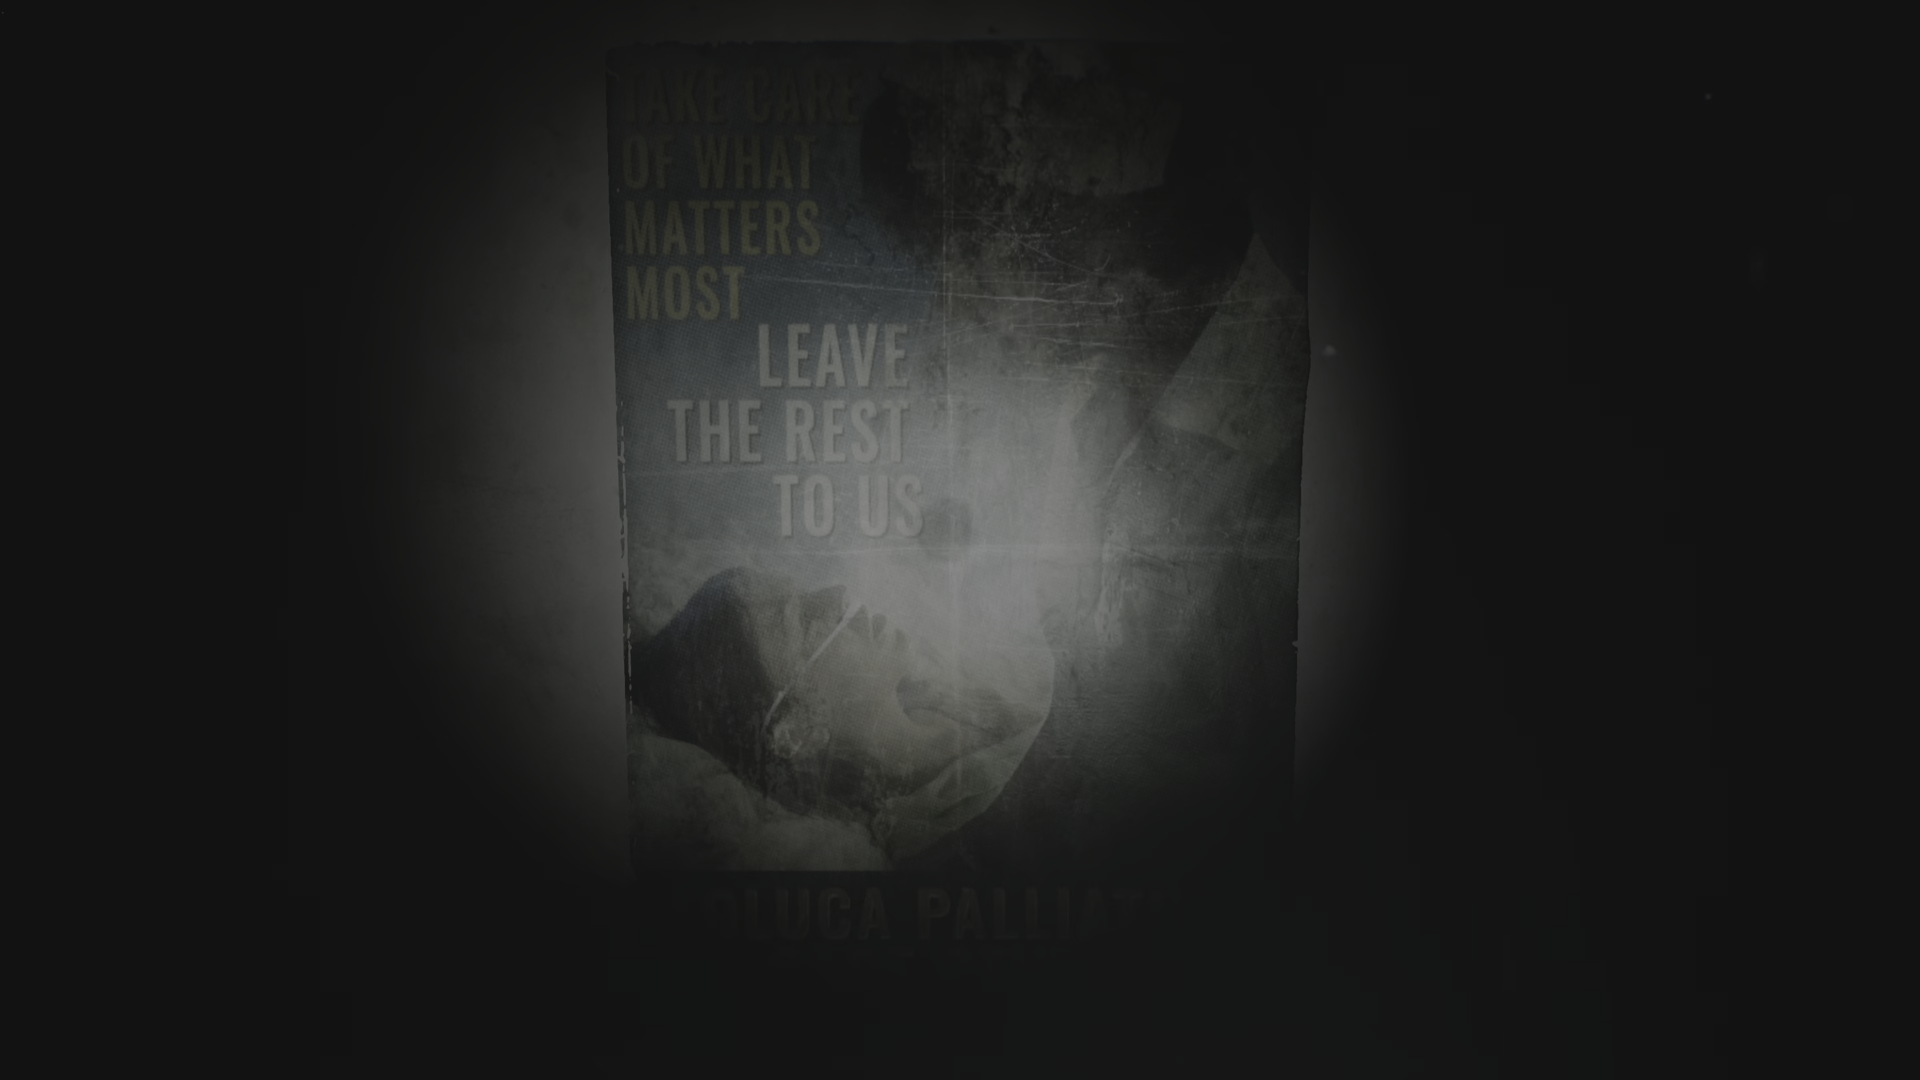 TAKE CARE
OF WHAT
MATTERS
MOST
LEAVE
THE REST
TO US